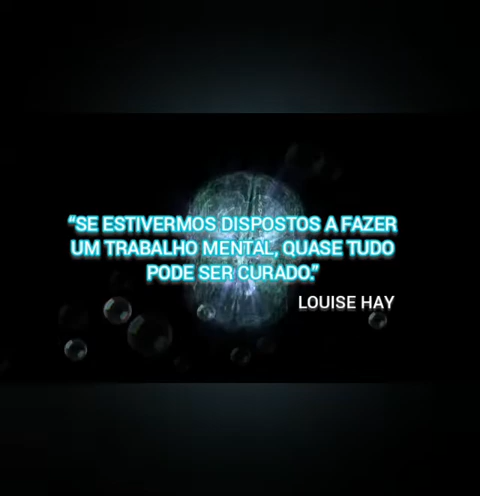 “SE ESTIVERMOS DISPOSTOS A FAZER
UM TRABALHO MENTAL, QUASE TUDO
PODE SER CURADO.”
LOUISE HAY